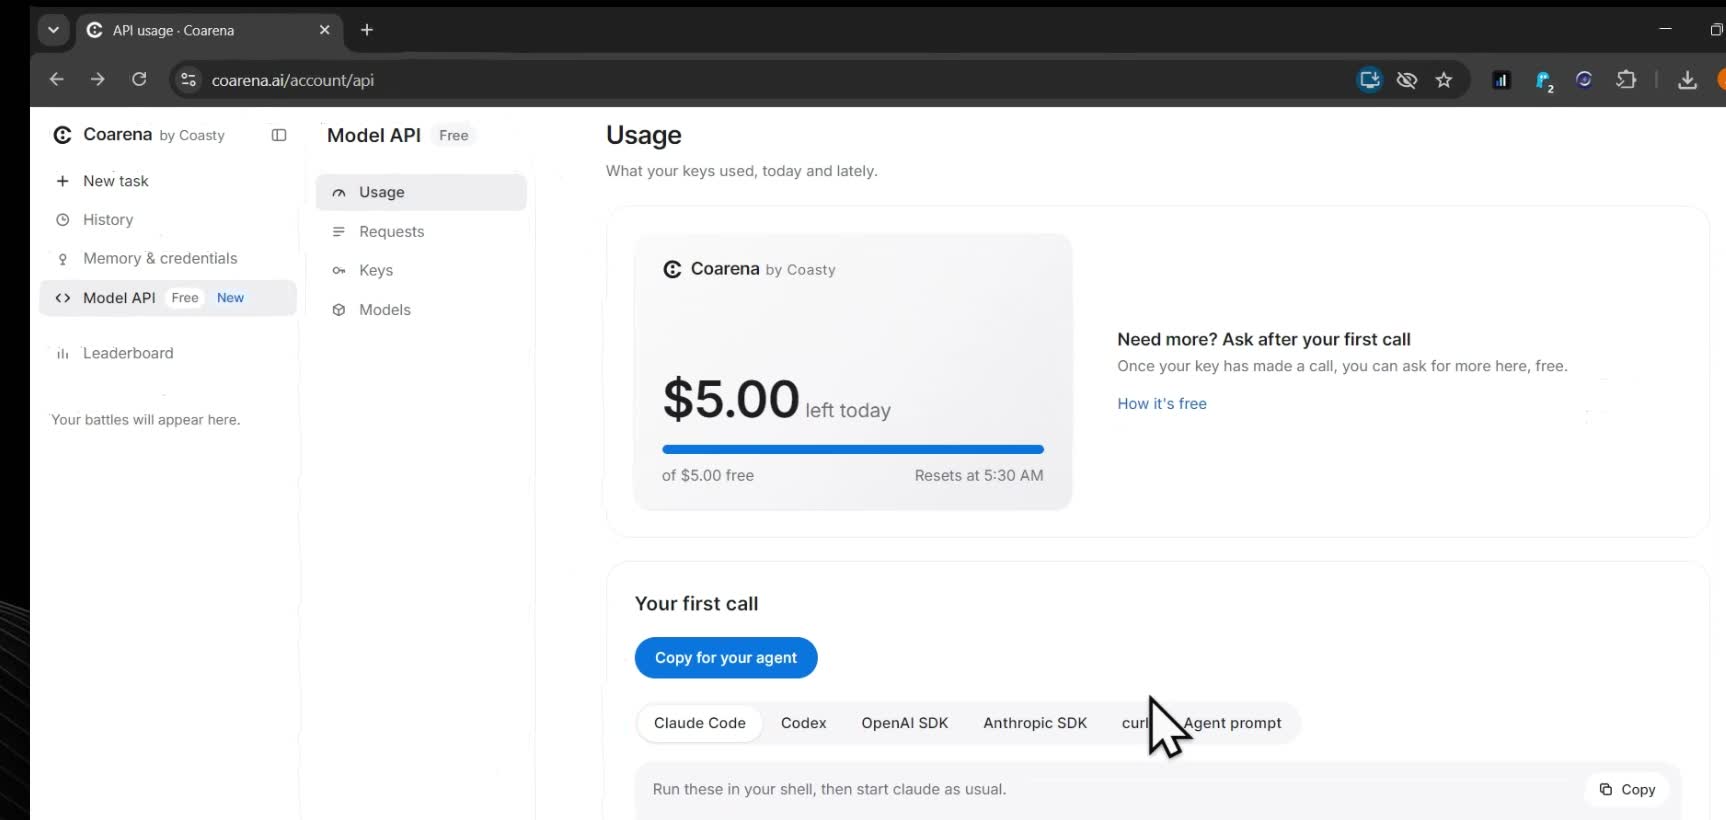 API usage · Coarena
coarena.ai/account/api
2
Coarena by Coasty
New task
History
Memory & credentials
Model API Free New
Leaderboard
Your battles will appear here.
Model API Free
Usage
Requests
Keys
Models
Usage
What your keys used, today and lately.
Coarena by Coasty
$5.00 left today
of $5.00 free Resets at 5:30 AM
Need more? Ask after your first call
Once your key has made a call, you can ask for more here, free.
How it's free
Your first call
Copy for your agent
Claude Code Codex OpenAI SDK Anthropic SDK curl Agent prompt
Run these in your shell, then start claude as usual. Copy